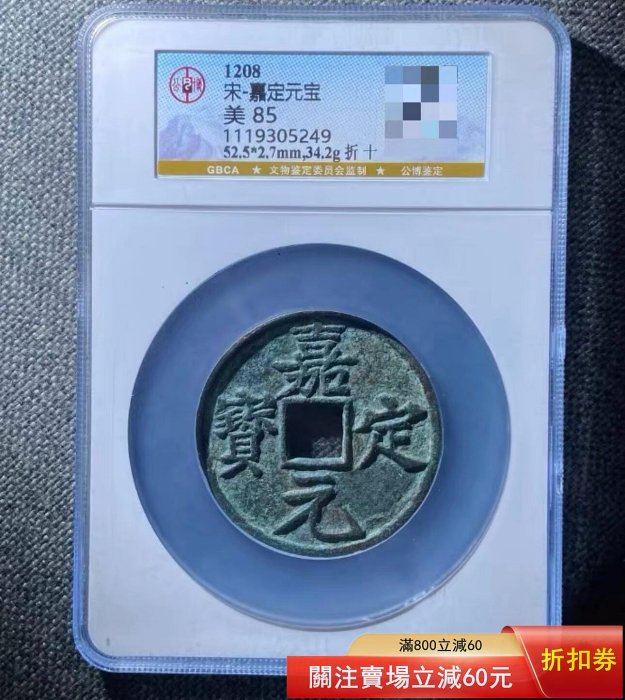 1208
宋-嘉定元宝
美 85
1119305249
52.5*2.7mm,34.2g 折十
GBCA ★ 文物鉴定委员会监制 ★ 公博鉴定
嘉
寶 定
元
滿800立減60
關注賣場立減60元
折扣券